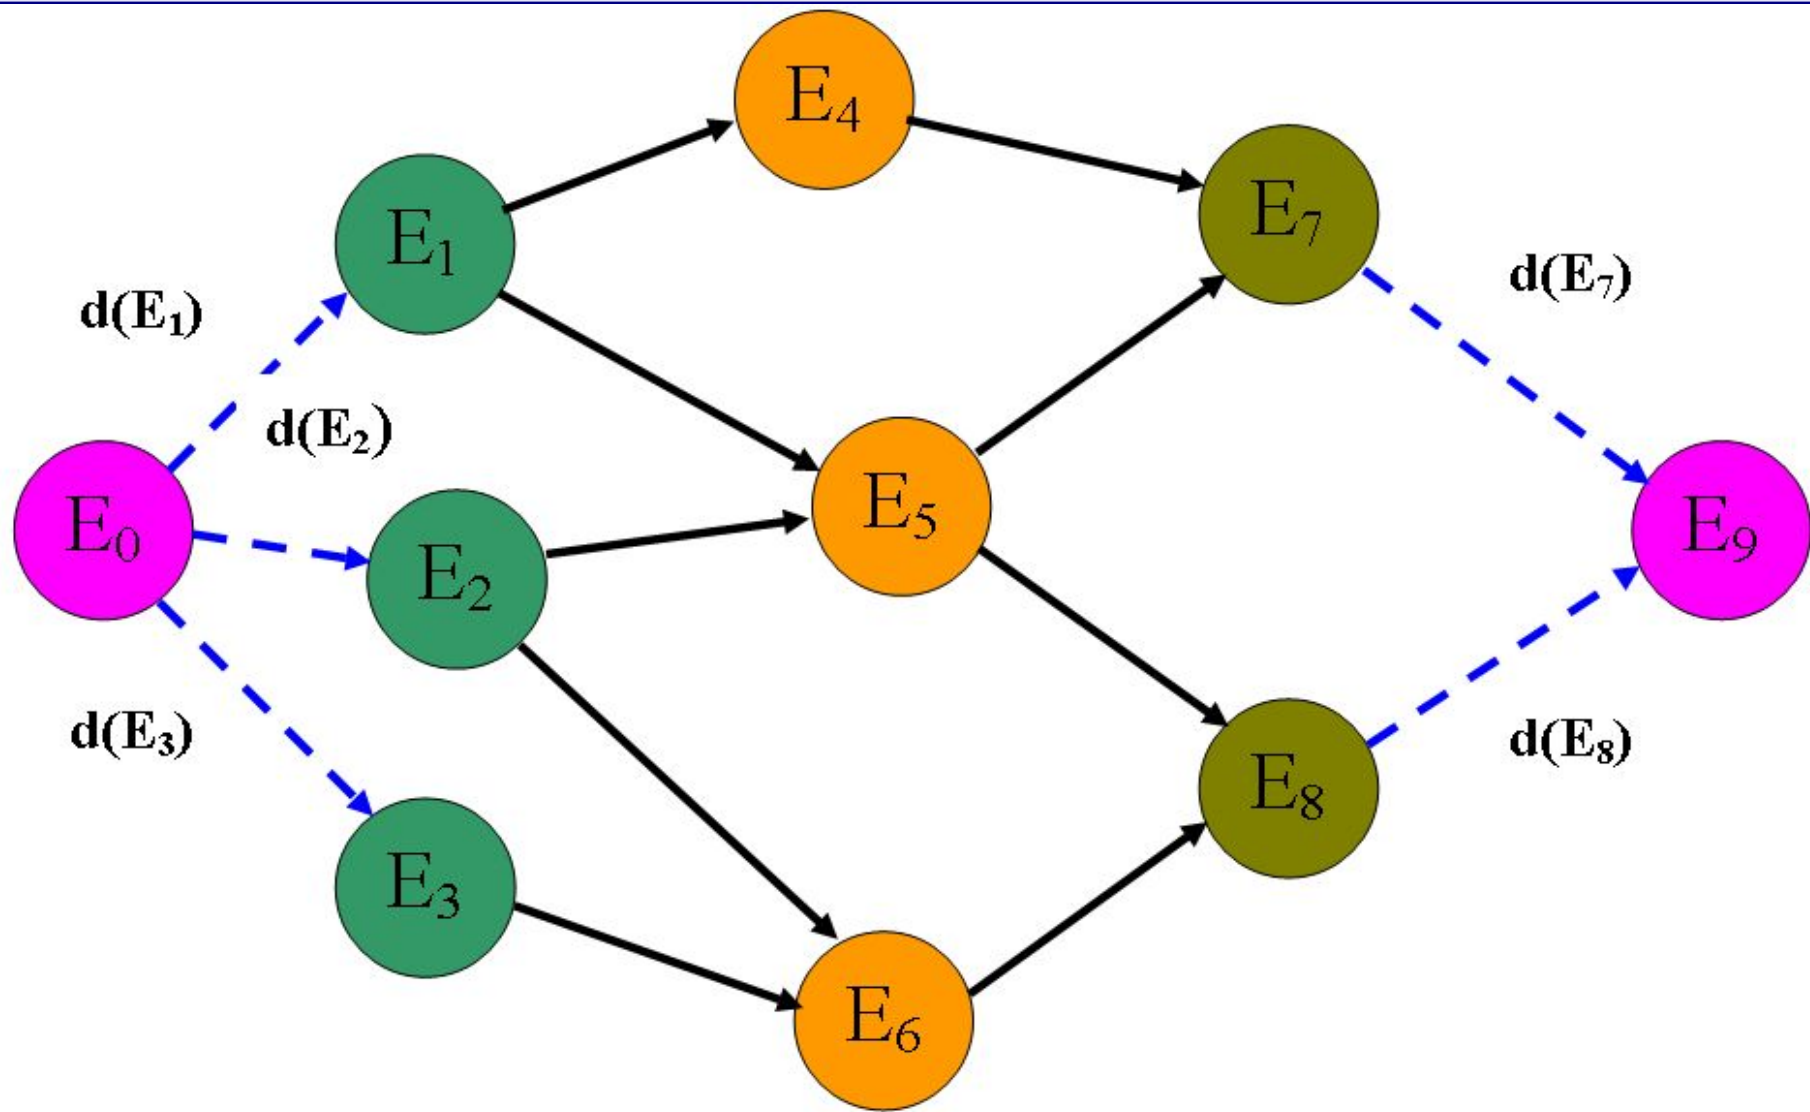 E₄
E₇
E₁
d(E₇)
d(E₁)
d(E₂)
E₅
E₀
E₉
E₂
d(E₃)
d(E₈)
E₈
E₃
E₆